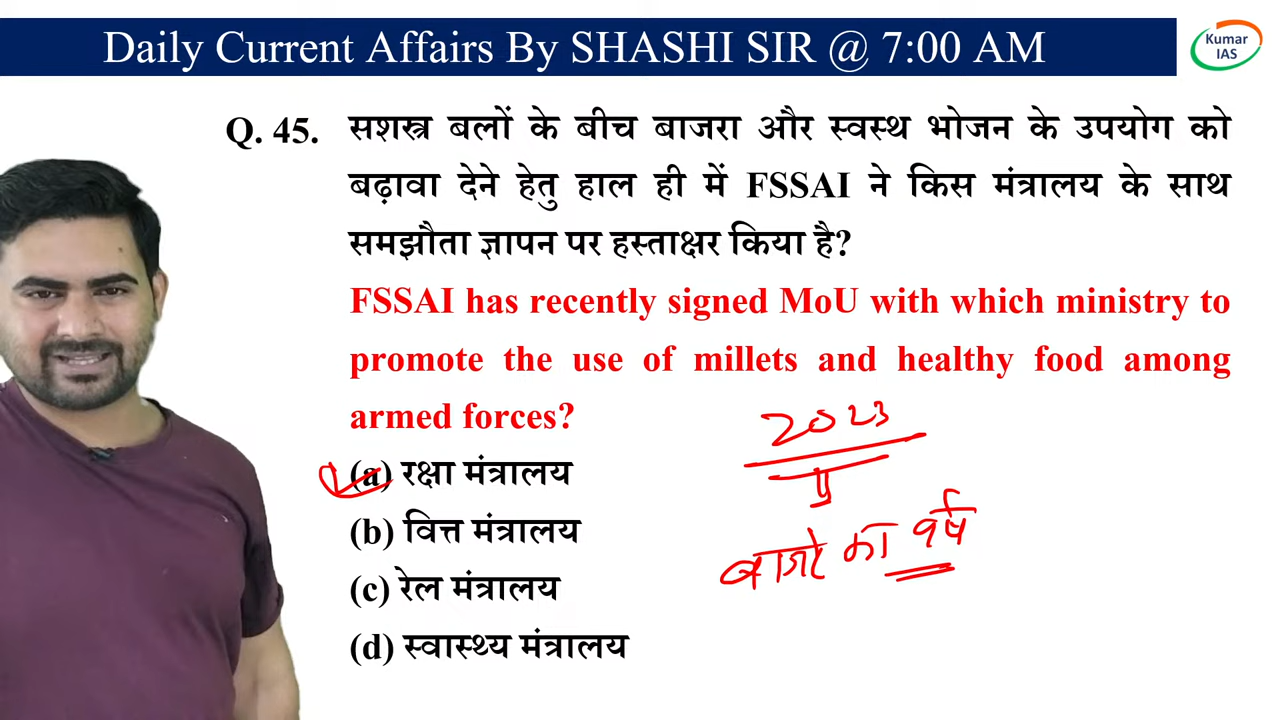 Daily Current Affairs By SHASHI SIR @ 7:00 AM
Kumar
IAS
Q. 45. सशस्त्र बलों के बीच बाजरा और स्वस्थ भोजन के उपयोग को
बढ़ावा देने हेतु हाल ही में FSSAI ने किस मंत्रालय के साथ
समझौता ज्ञापन पर हस्ताक्षर किया है?
FSSAI has recently signed MoU with which ministry to
promote the use of millets and healthy food among
armed forces?
2023
(a) रक्षा मंत्रालय
(b) वित्त मंत्रालय
बाजरे का वर्ष
(c) रेल मंत्रालय
(d) स्वास्थ्य मंत्रालय